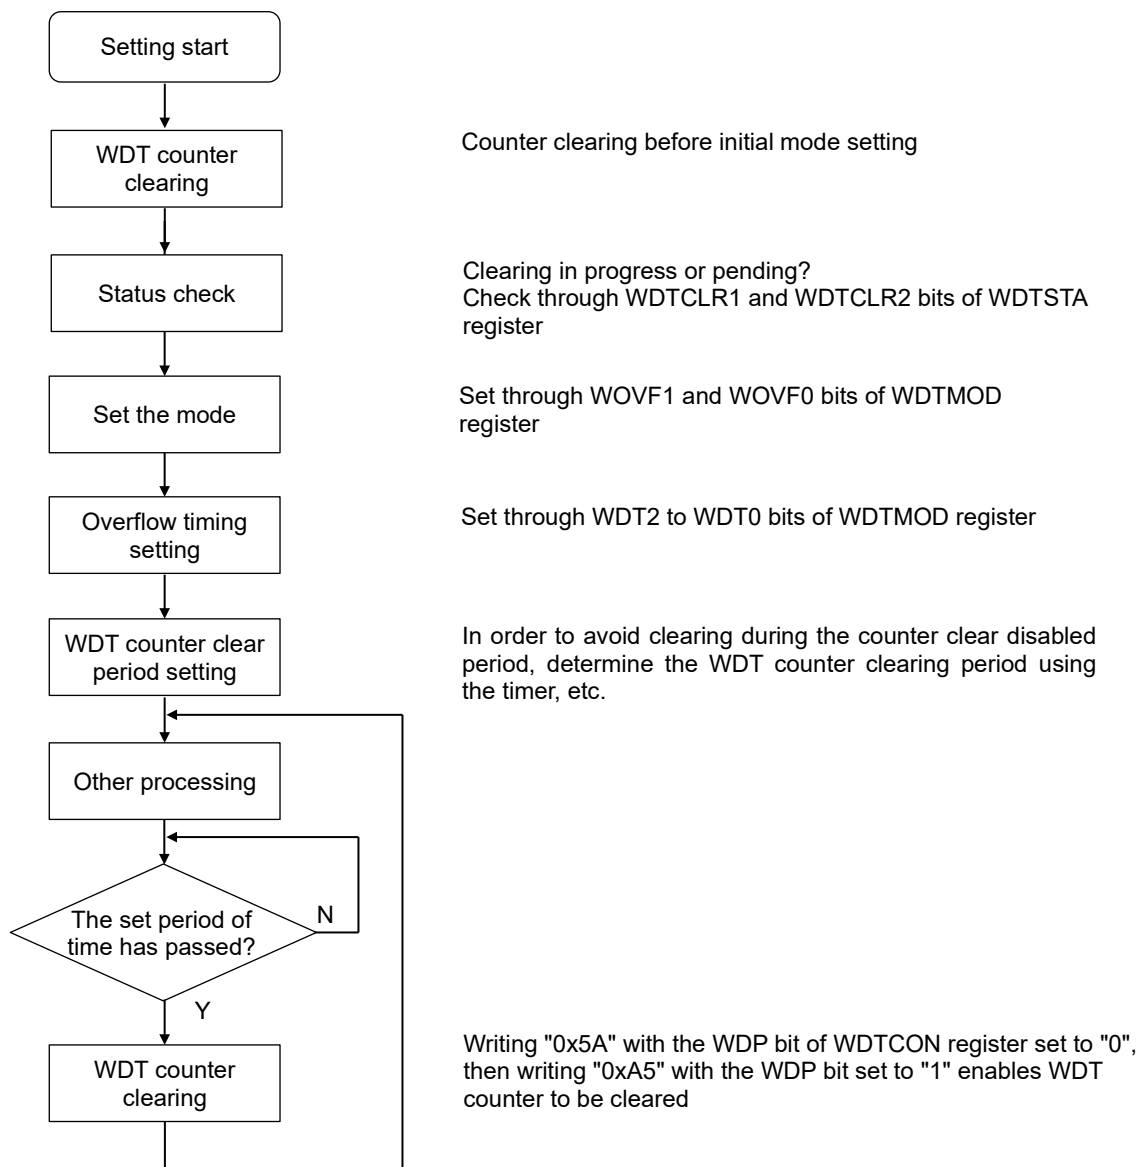 Setting start
WDT counter
clearing
Counter clearing before initial mode setting
Status check
Clearing in progress or pending?
Check through WDTCLR1 and WDTCLR2 bits of WDTSTA
register
Set the mode
Set through WOVF1 and WOVF0 bits of WDTMOD
register
Overflow timing
setting
Set through WDT2 to WDT0 bits of WDTMOD register
WDT counter clear
period setting
In order to avoid clearing during the counter clear disabled
period, determine the WDT counter clearing period using
the timer, etc.
Other processing
The set period of
time has passed?
N
Y
WDT counter
clearing
Writing "0x5A" with the WDP bit of WDTCON register set to "0",
then writing "0xA5" with the WDP bit set to "1" enables WDT
counter to be cleared